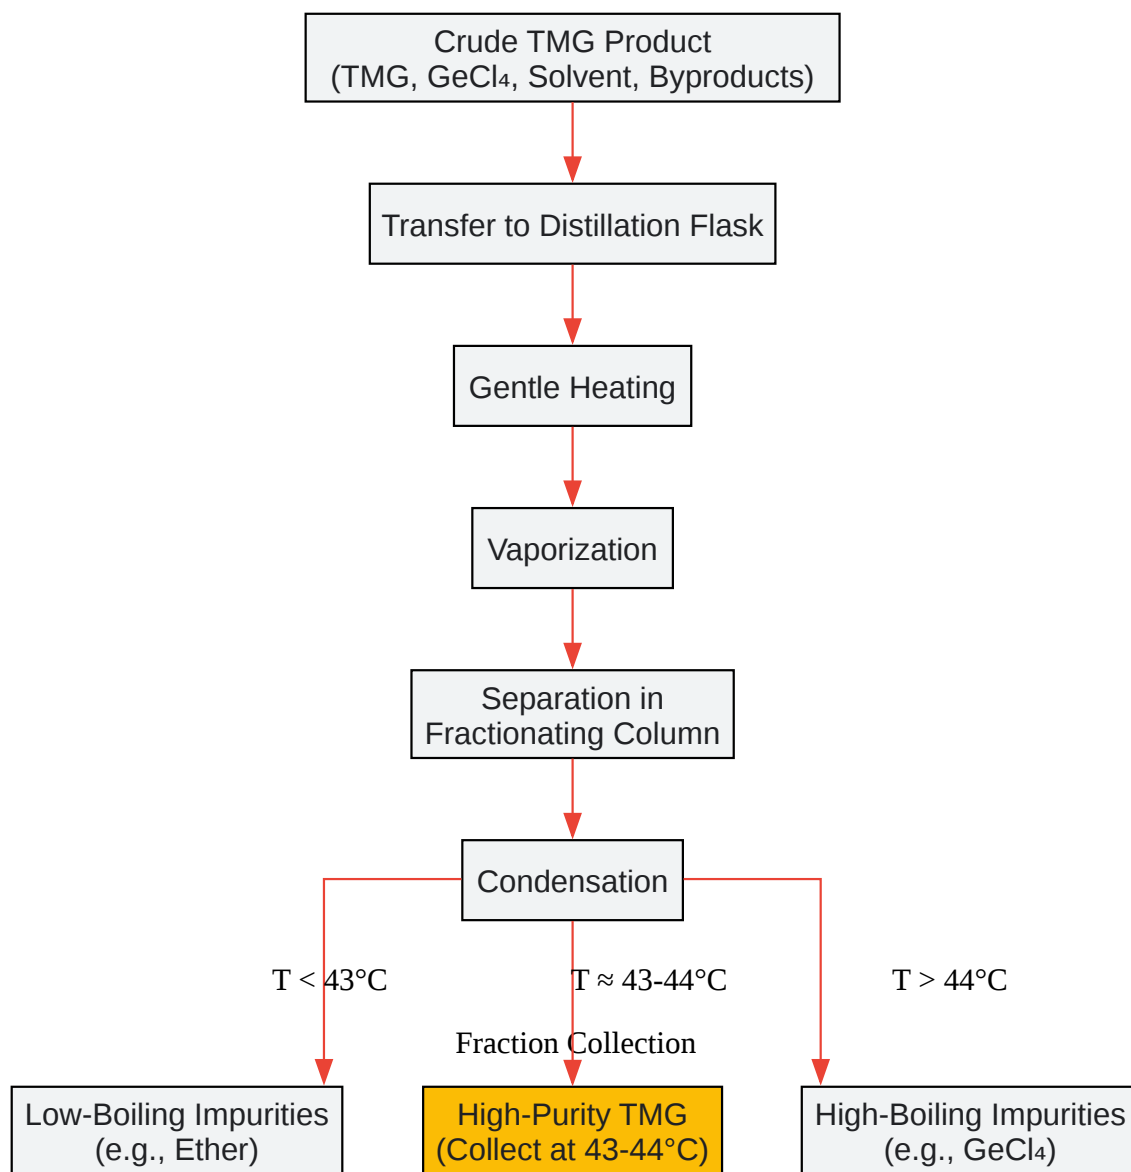 Crude TMG Product
(TMG, GeCl₄, Solvent, Byproducts)
Transfer to Distillation Flask
Gentle Heating
Vaporization
Separation in
Fractionating Column
Condensation
T < 43°C
T ≈ 43-44°C
T > 44°C
Fraction Collection
Low-Boiling Impurities
(e.g., Ether)
High-Purity TMG
(Collect at 43-44°C)
High-Boiling Impurities
(e.g., GeCl₄)